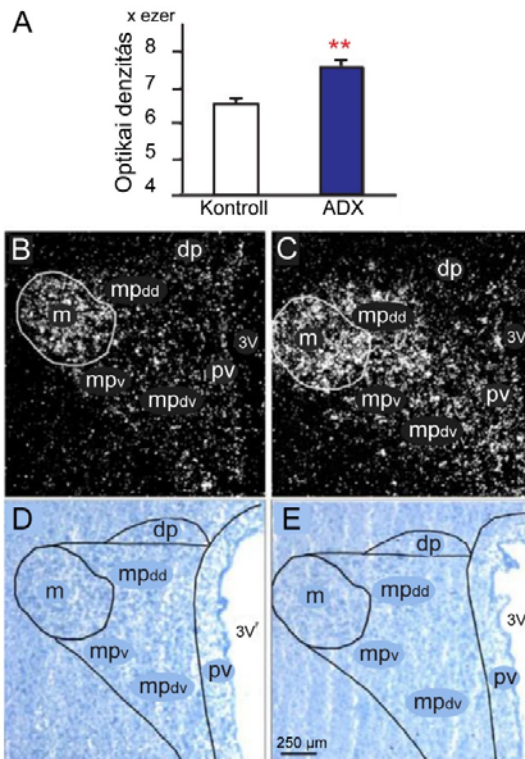 A
x ezer
Optikai denzitás
8
7
6
5
4
Kontroll ADX
**
B
dp
m
mpdd
3V
mpv
mpdv
pv
C
dp
m
mpdd
3V
mpv
mpdv
pv
D
dp
m
mpdd
3V
mpv
mpdv
pv
E
dp
m
mpdd
3V
mpv
mpdv
pv
250 µm